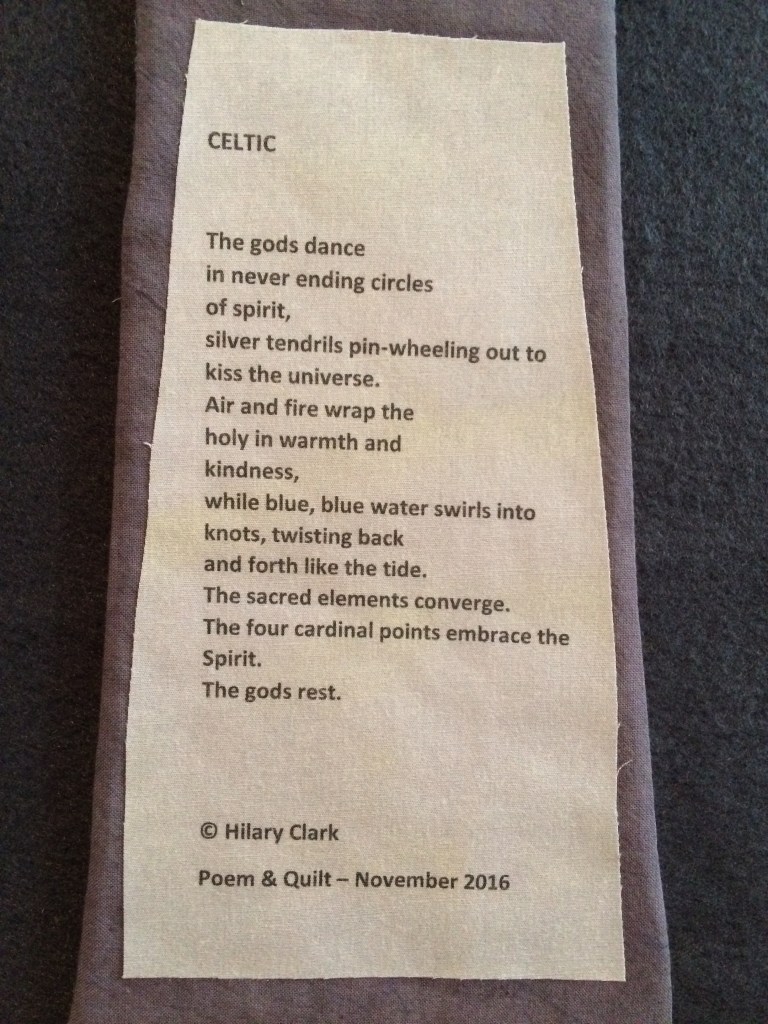 CELTIC
The gods dance
in never ending circles
of spirit,
silver tendrils pin-wheeling out to
kiss the universe.
Air and fire wrap the
holy in warmth and
kindness,
while blue, blue water swirls into
knots, twisting back
and forth like the tide.
The sacred elements converge.
The four cardinal points embrace the
Spirit.
The gods rest.
© Hilary Clark
Poem & Quilt – November 2016